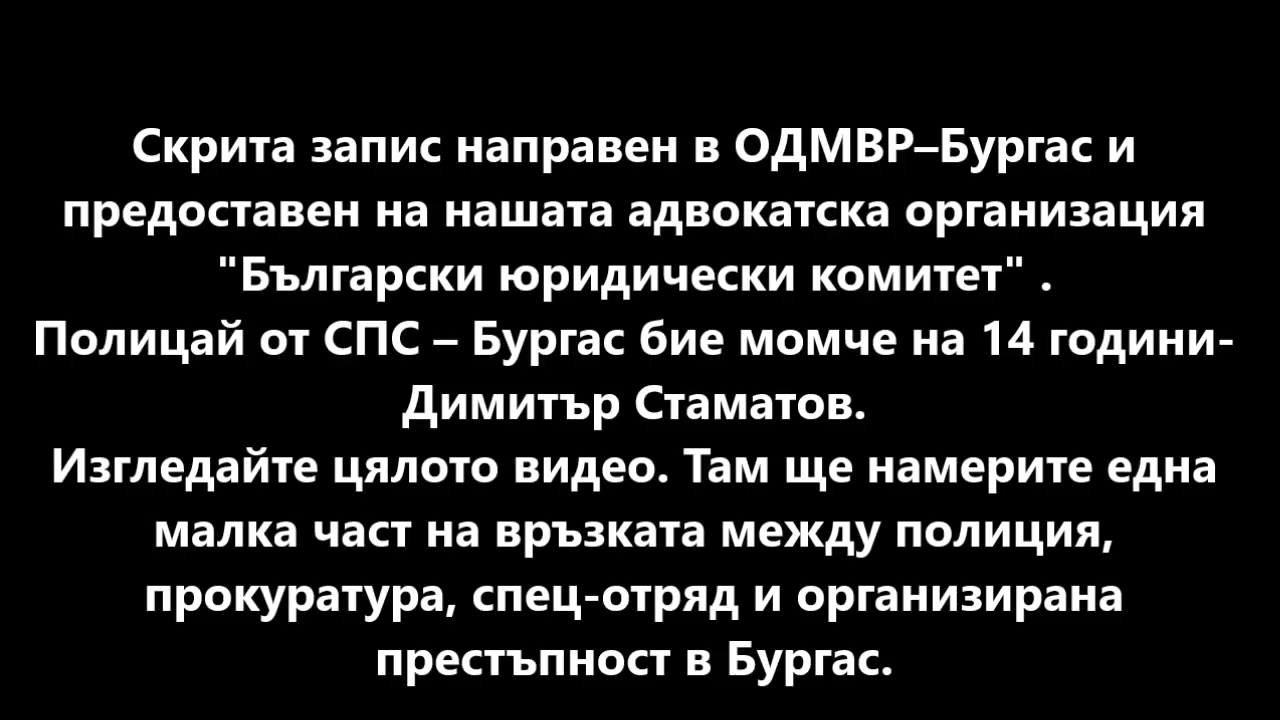 Скрита запис направен в ОДМВР–Бургас и
предоставен на нашата адвокатска организация
"Български юридически комитет" .
Полицай от СПС – Бургас бие момче на 14 години-
Димитър Стаматов.
Изгледайте цялото видео. Там ще намерите една
малка част на връзката между полиция,
прокуратура, спец-отряд и организирана
престъпност в Бургас.